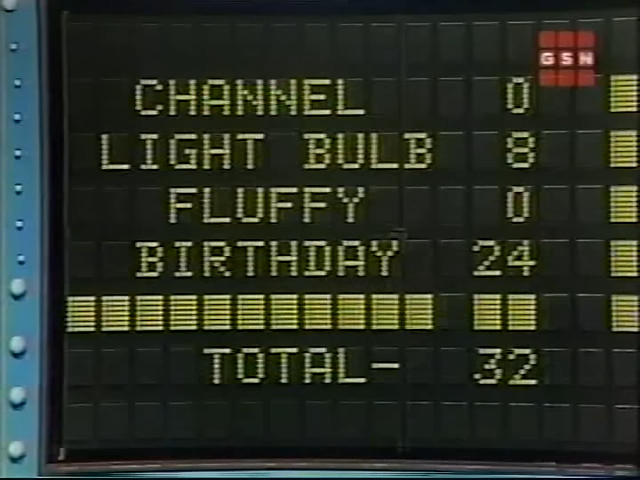 GSN
CHANNEL 0
LIGHT BULB 8
FLUFFY 0
BIRTHDAY 24
TOTAL- 32